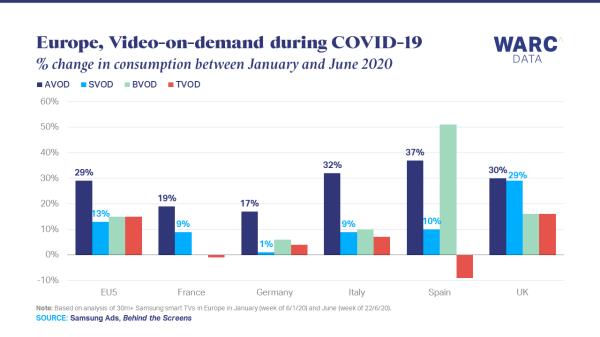 Europe, Video-on-demand during COVID-19
% change in consumption between January and June 2020
WARC
DATA
AVOD SVOD BVOD TVOD
60%
50%
40%
30%
20%
10%
0%
-10%
29% 13% 19% 9% 17% 1% 32% 9% 37% 10% 30% 29%
EU5 France Germany Italy Spain UK
Note: Based on analysis of 30m+ Samsung smart TVs in Europe in January (week of 6/1/20) and June (week of 22/6/20).
SOURCE: Samsung Ads, Behind the Screens